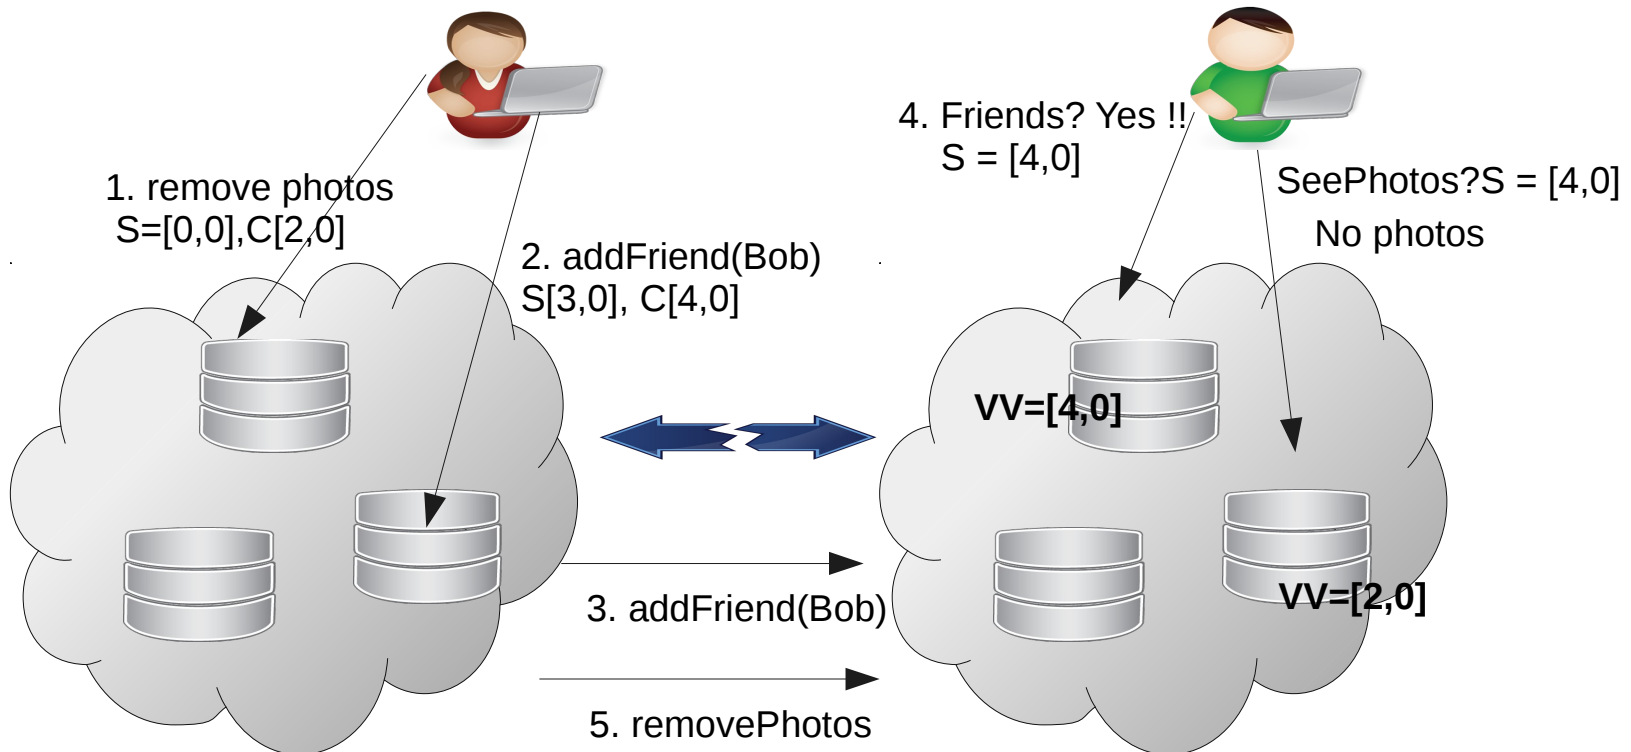 1. remove photos
S=[0,0],C[2,0]
2. addFriend(Bob)
S[3,0], C[4,0]
4. Friends? Yes !!
S = [4,0]
SeePhotos?S = [4,0]
No photos
VV=[4,0]
VV=[2,0]
3. addFriend(Bob)
5. removePhotos